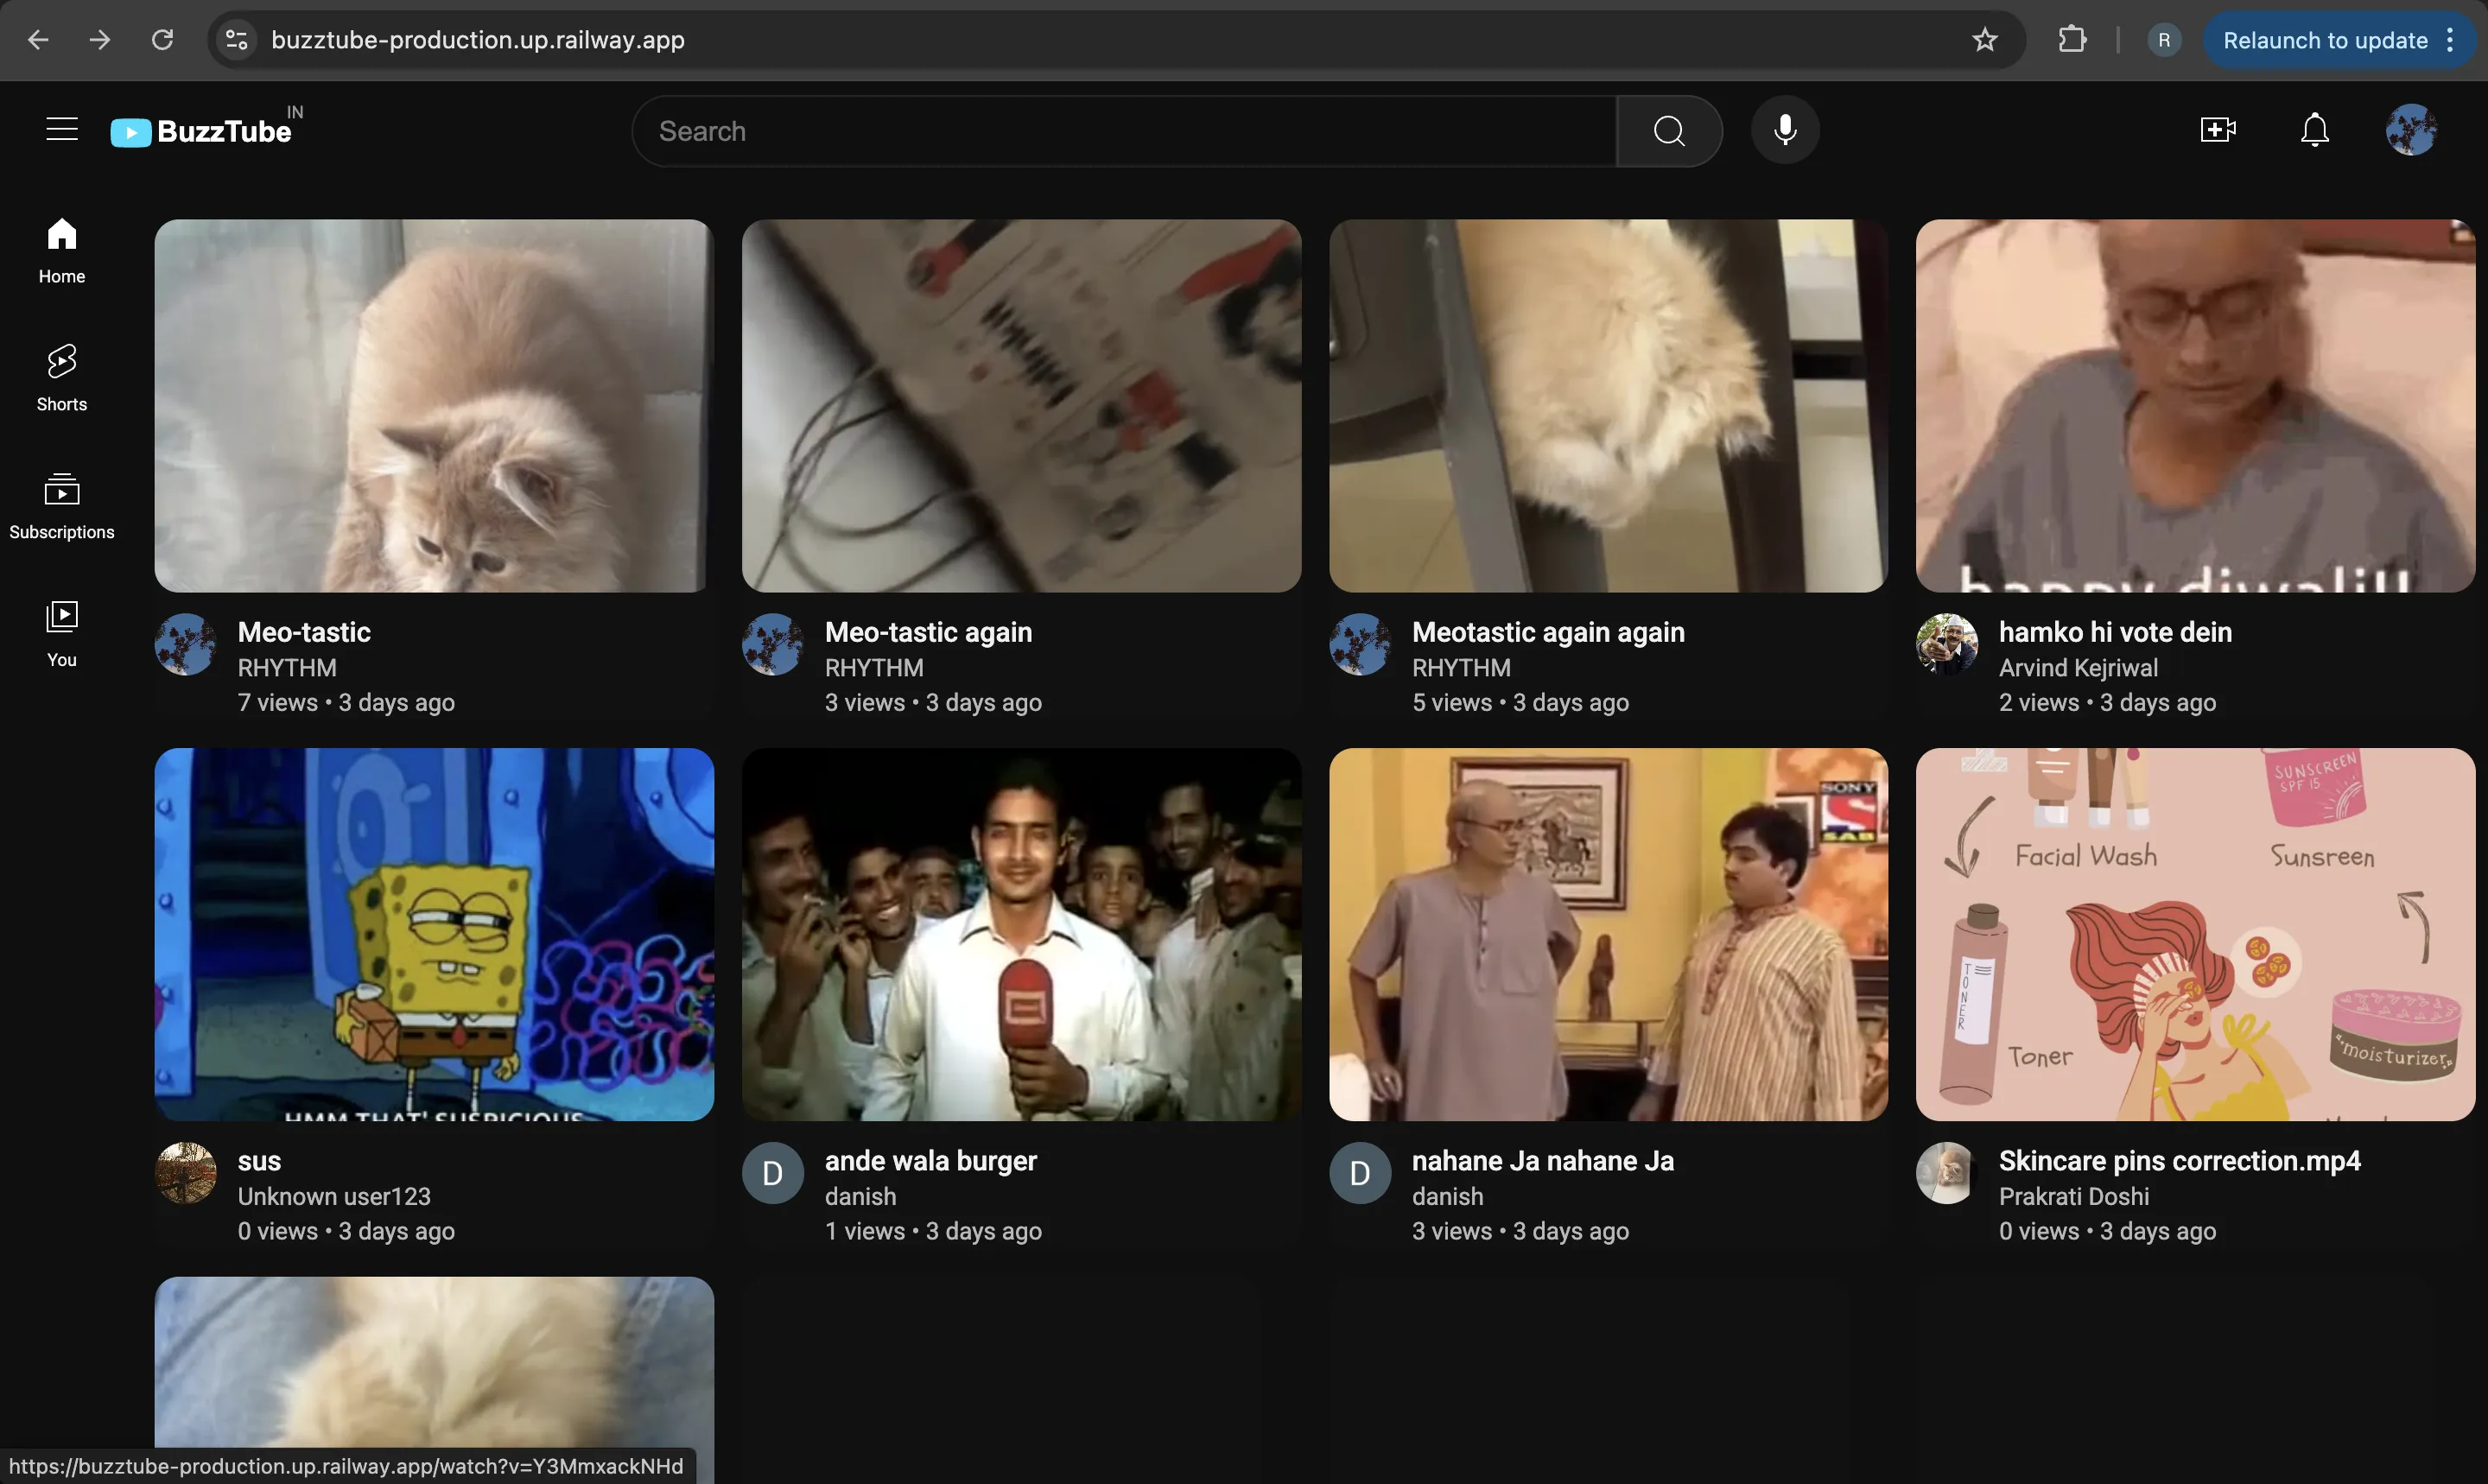 buzztube-production.up.railway.app
R
Relaunch to update
BuzzTube
IN
Search
Home
Shorts
Subscriptions
You
happy diwali!!
Meo-tastic
RHYTHM
7 views • 3 days ago
Meo-tastic again
RHYTHM
3 views • 3 days ago
Meotastic again again
RHYTHM
5 views • 3 days ago
hamko hi vote dein
Arvind Kejriwal
2 views • 3 days ago
HMM THAT' SUSPICIOUS
SONY
S
SAB
SUNSCREEN
SPF 15
Facial Wash
Sunsreen
TONER
Toner
moisturizer
sus
Unknown user123
0 views • 3 days ago
D
ande wala burger
danish
1 views • 3 days ago
D
nahane Ja nahane Ja
danish
3 views • 3 days ago
Skincare pins correction.mp4
Prakrati Doshi
0 views • 3 days ago
https://buzztube-production.up.railway.app/watch?v=Y3MmxackNHd